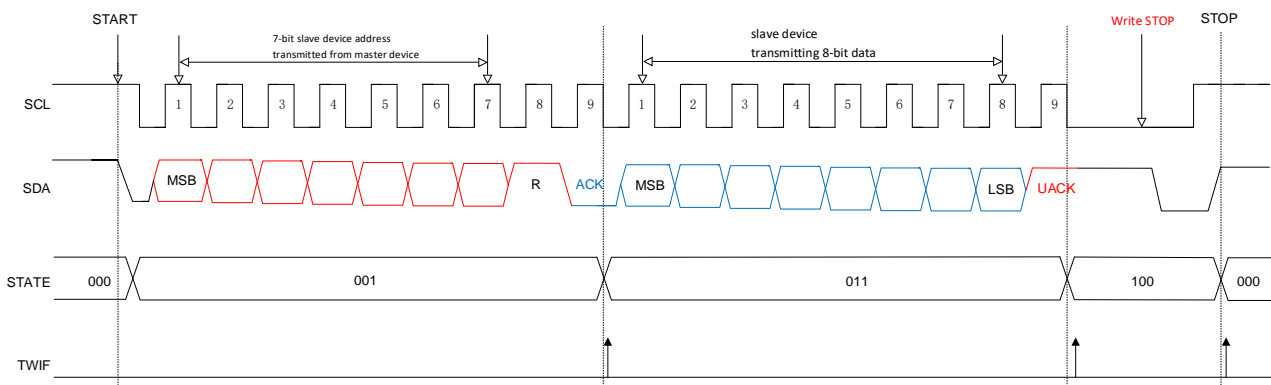 START
7-bit slave device address
transmitted from master device
slave device
transmitting 8-bit data
Write STOP
STOP
SCL
1 2 3 4 5 6 7 8 9 1 2 3 4 5 6 7 8 9
SDA
MSB R ACK MSB LSB UACK
STATE
000 001 011 100 000
TWIF